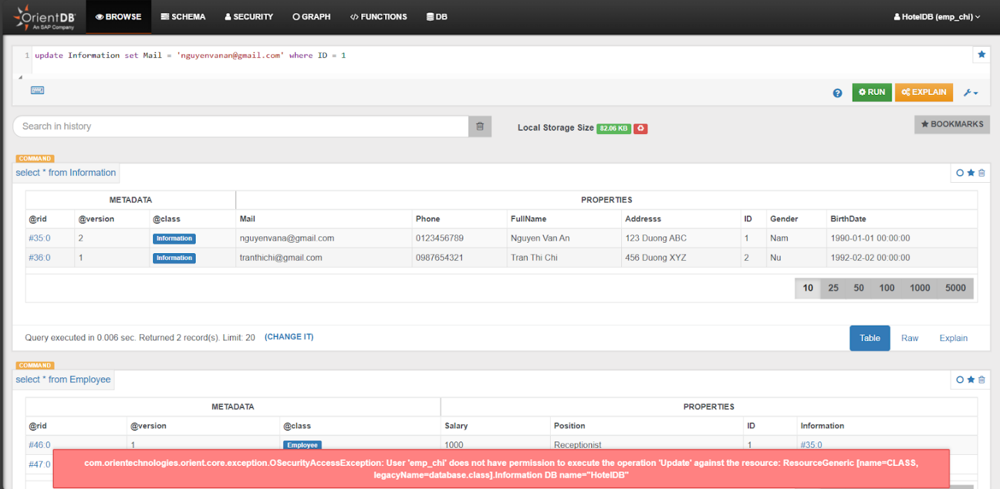 OrientDB
An SAP Company
BROWSE SCHEMA SECURITY GRAPH </> FUNCTIONS DB HotelDB (emp_chi)
1 update Information set Mail = 'nguyenvanan@gmail.com' where ID = 1
? RUN EXPLAIN
Search in history
Local Storage Size 82.06 KB
BOOKMARKS
COMMAND
select * from Information
METADATA PROPERTIES
@rid @version @class Mail Phone FullName Addresss ID Gender BirthDate
#35:0 2 Information nguyenvana@gmail.com 0123456789 Nguyen Van An 123 Duong ABC 1 Nam 1990-01-01 00:00:00
#36:0 1 Information tranthichi@gmail.com 0987654321 Tran Thi Chi 456 Duong XYZ 2 Nu 1992-02-02 00:00:00
10 25 50 100 1000 5000
Query executed in 0.006 sec. Returned 2 record(s). Limit: 20 (CHANGE IT)
Table Raw Explain
COMMAND
select * from Employee
METADATA PROPERTIES
@rid @version @class Salary Position ID Information
#46:0 1 Employee 1000 Receptionist 1 #35:0
#47:0
com.orientechnologies.orient.core.exception.OSecurityAccessException: User 'emp_chi' does not have permission to execute the operation 'Update' against the resource: ResourceGeneric [name=CLASS,
legacyName=database.class].Information DB name="HotelDB"